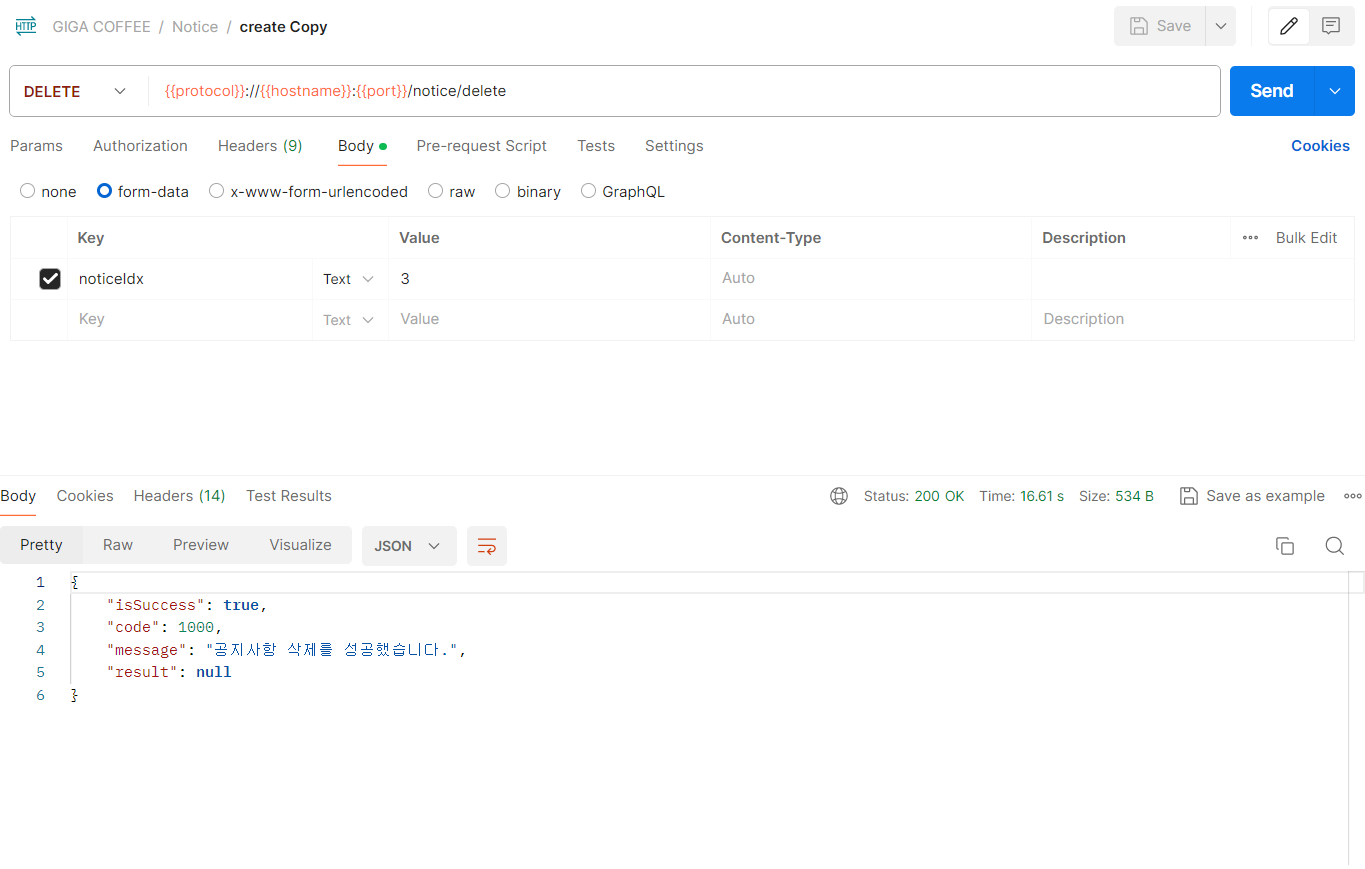 HTTP GIGA COFFEE / Notice / create Copy Save
DELETE {{protocol}}://{{hostname}}:{{port}}/notice/delete Send
Params Authorization Headers (9) Body Pre-request Script Tests Settings Cookies
none form-data x-www-form-urlencoded raw binary GraphQL
Key Value Content-Type Description Bulk Edit
noticeIdx Text 3 Auto
Key Text Value Auto Description
Body Cookies Headers (14) Test Results Status: 200 OK Time: 16.61 s Size: 534 B Save as example
Pretty Raw Preview Visualize JSON
1 {
2 "isSuccess": true,
3 "code": 1000,
4 "message": "공지사항 삭제를 성공했습니다.",
5 "result": null
6 }